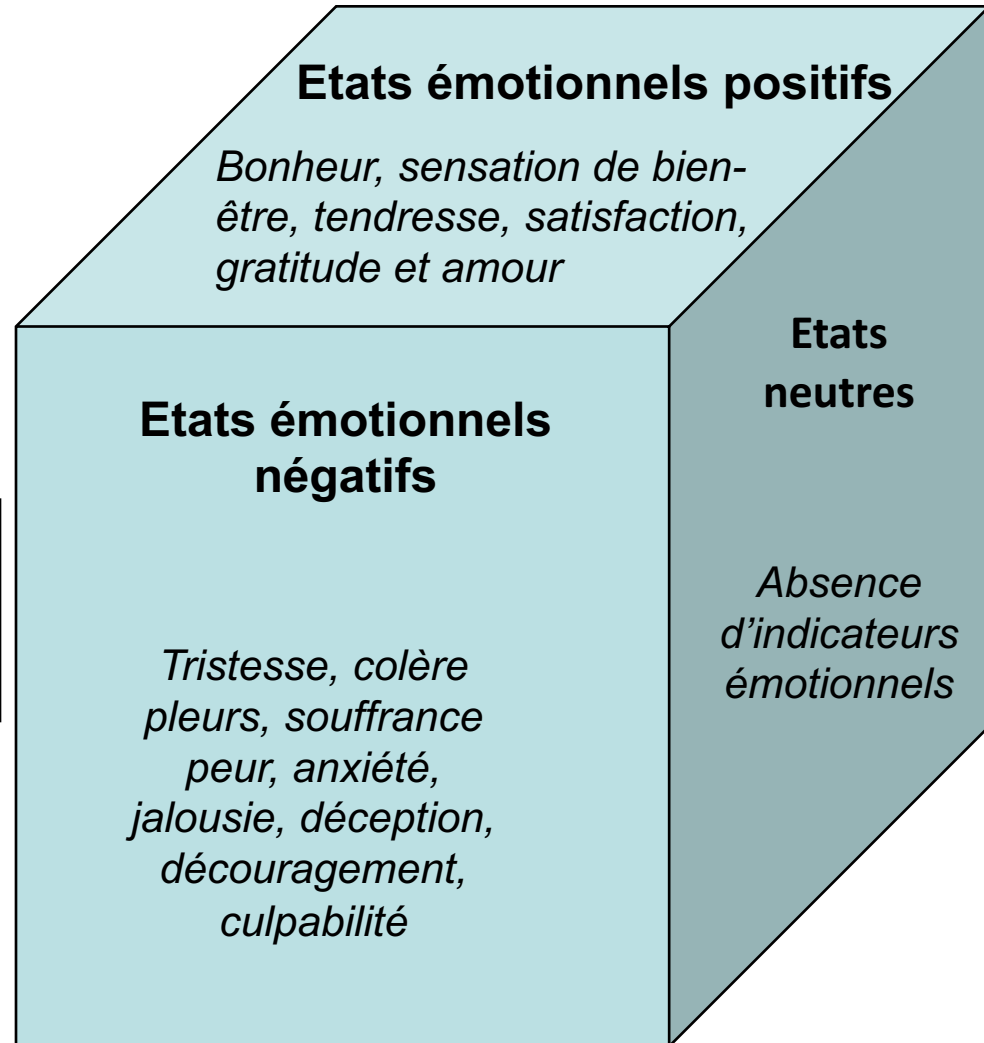 Etats émotionnels positifs
Bonheur, sensation de bien-
être, tendresse, satisfaction,
gratitude et amour
Etats
neutres
Absence
d’indicateurs
émotionnels
Etats émotionnels
négatifs
Tristesse, colère
pleurs, souffrance
peur, anxiété,
jalousie, déception,
découragement,
culpabilité